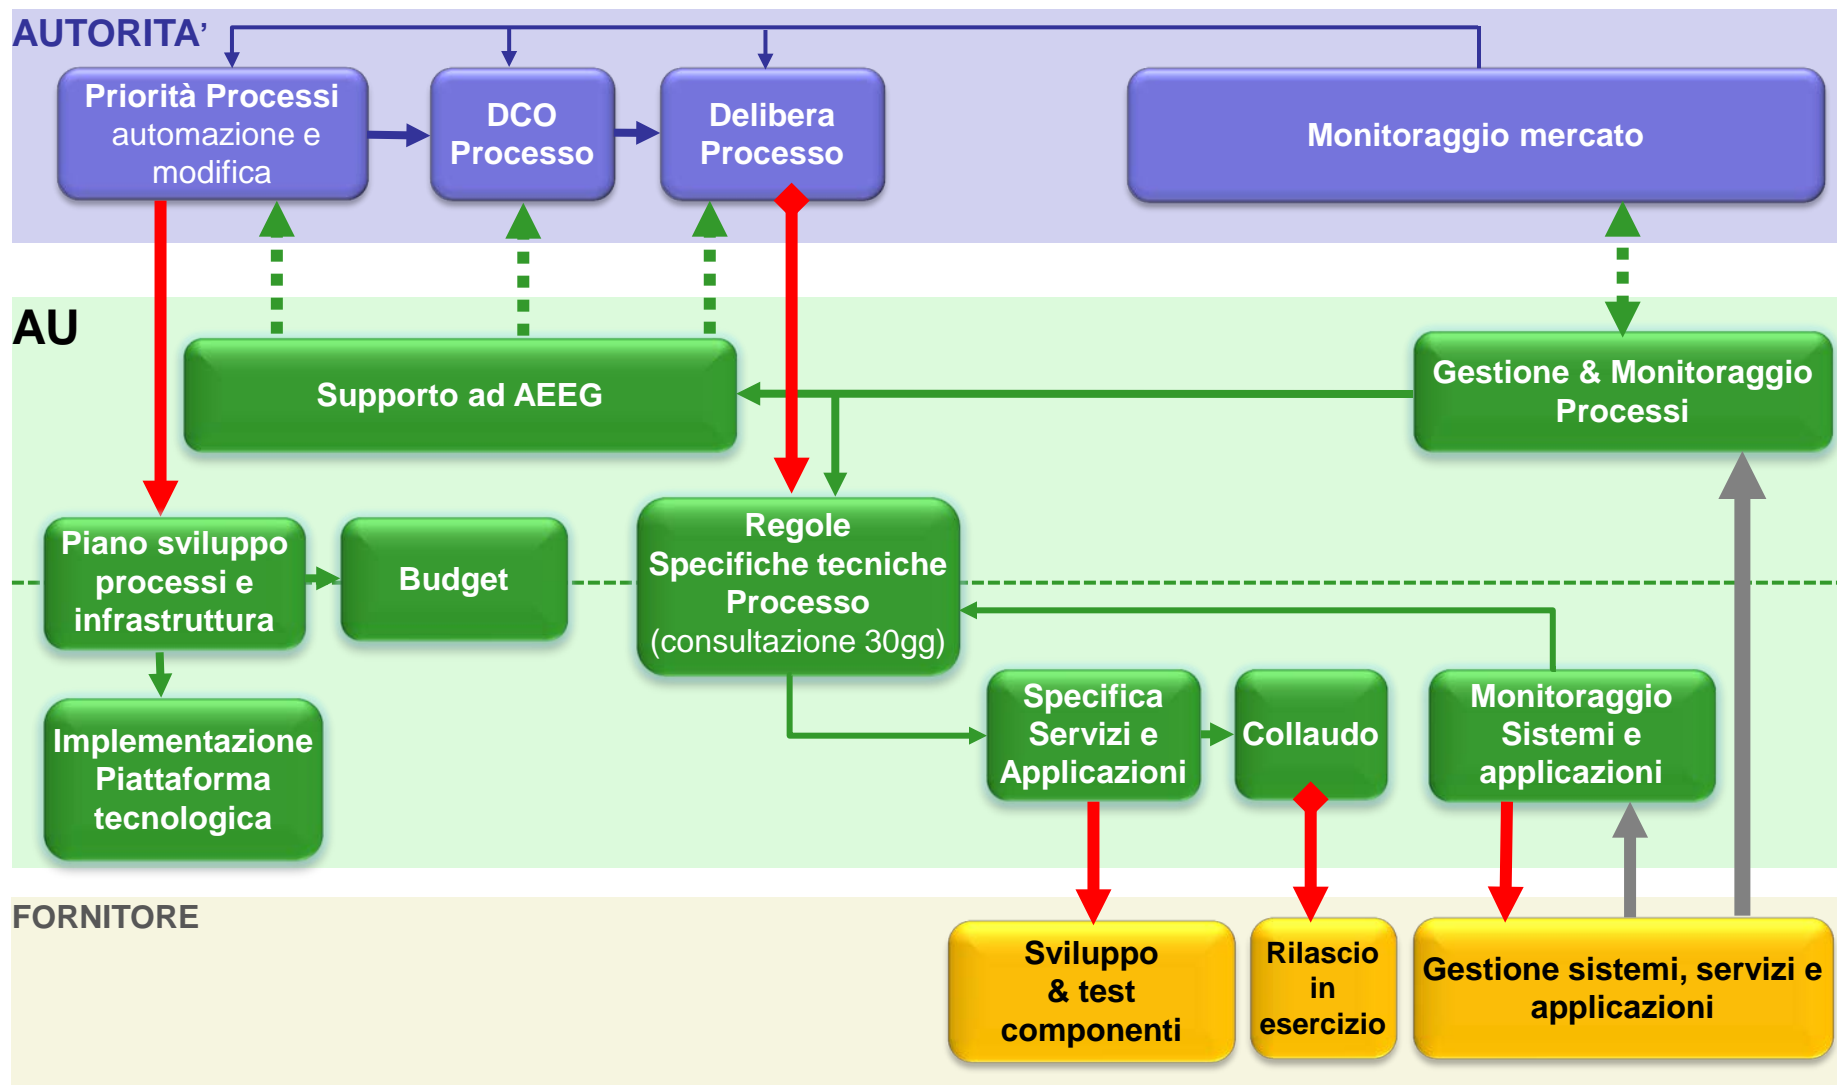 AUTORITA’
Priorità Processi
automazione e
modifica
DCO
Processo
Delibera
Processo
Monitoraggio mercato
AU
Supporto ad AEEG
Gestione & Monitoraggio
Processi
Piano sviluppo
processi e
infrastruttura
Budget
Regole
Specifiche tecniche
Processo
(consultazione 30gg)
Implementazione
Piattaforma
tecnologica
Specifica
Servizi e
Applicazioni
Collaudo
Monitoraggio
Sistemi e
applicazioni
FORNITORE
Sviluppo
& test
componenti
Rilascio
in
esercizio
Gestione sistemi, servizi e
applicazioni